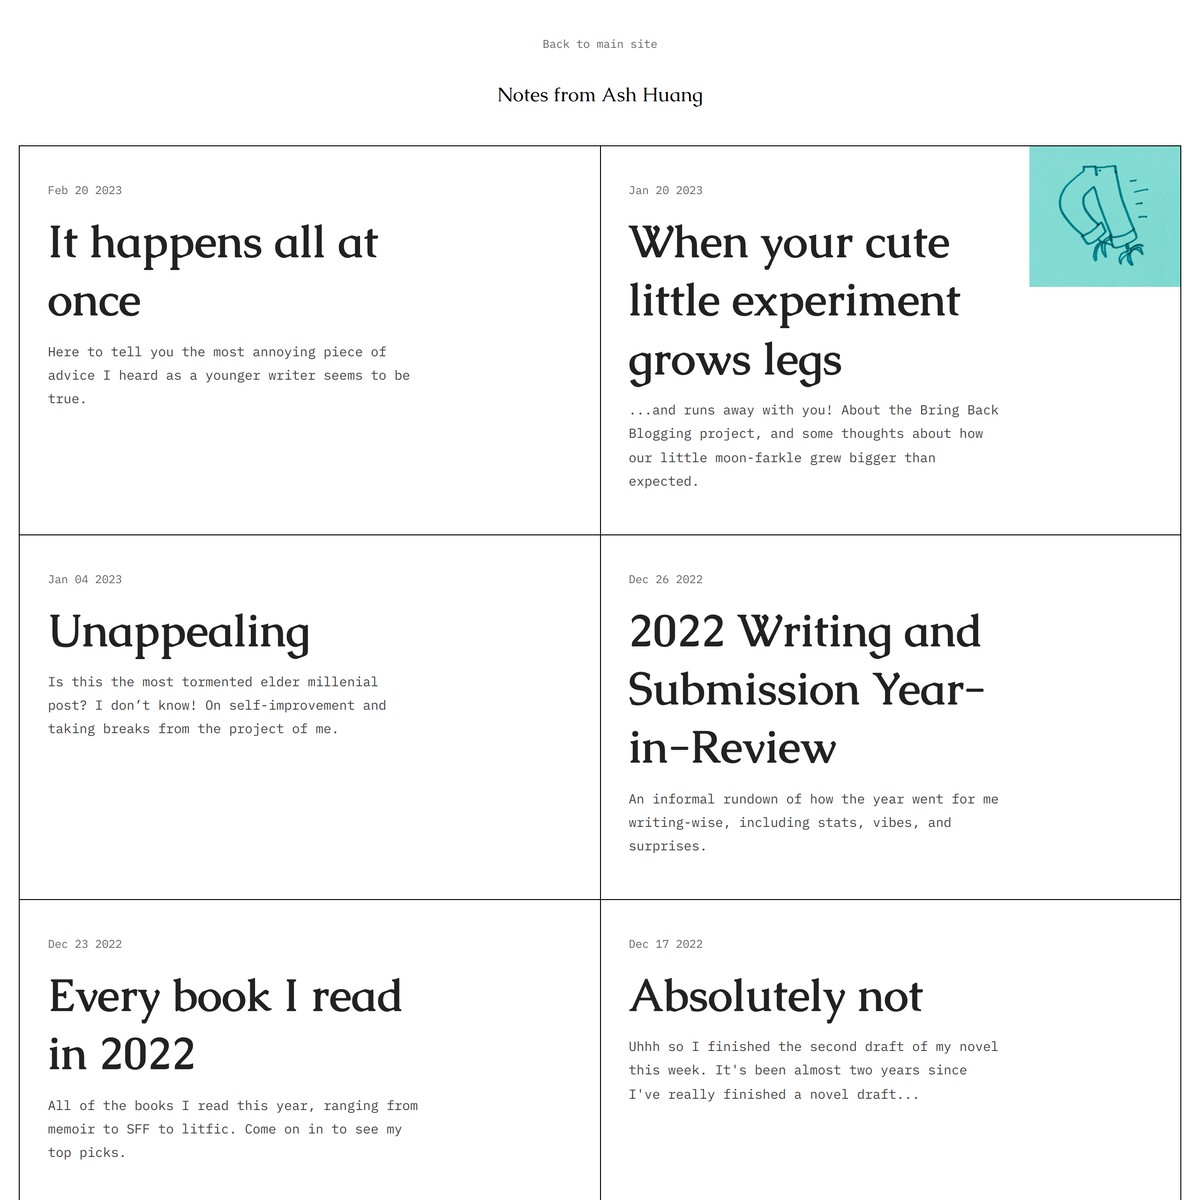 Back to main site
Notes from Ash Huang
Feb 20 2023
It happens all at
once
Here to tell you the most annoying piece of
advice I heard as a younger writer seems to be
true.
Jan 20 2023
When your cute
little experiment
grows legs
...and runs away with you! About the Bring Back
Blogging project, and some thoughts about how
our little moon-farkle grew bigger than
expected.
Jan 04 2023
Unappealing
Is this the most tormented elder millenial
post? I don’t know! On self-improvement and
taking breaks from the project of me.
Dec 26 2022
2022 Writing and
Submission Year-
in-Review
An informal rundown of how the year went for me
writing-wise, including stats, vibes, and
surprises.
Dec 23 2022
Every book I read
in 2022
All of the books I read this year, ranging from
memoir to SFF to litfic. Come on in to see my
top picks.
Dec 17 2022
Absolutely not
Uhhh so I finished the second draft of my novel
this week. It's been almost two years since
I've really finished a novel draft...